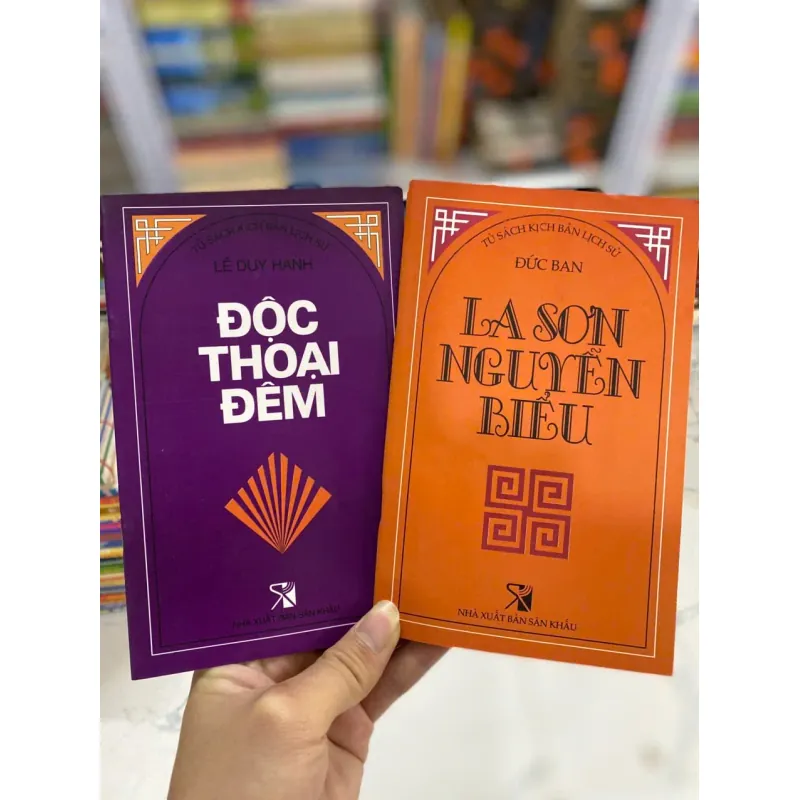 TỦ SÁCH KỊCH BẢN LỊCH SỬ
LÊ DUY HẠNH
ĐỘC
THOẠI
ĐÊM
NHÀ XUẤT BẢN SÂN KHẤU
TỦ SÁCH KỊCH BẢN LỊCH SỬ
ĐỨC BAN
LA SƠN
NGUYỄN
BIỂU
NHÀ XUẤT BẢN SÂN KHẤU